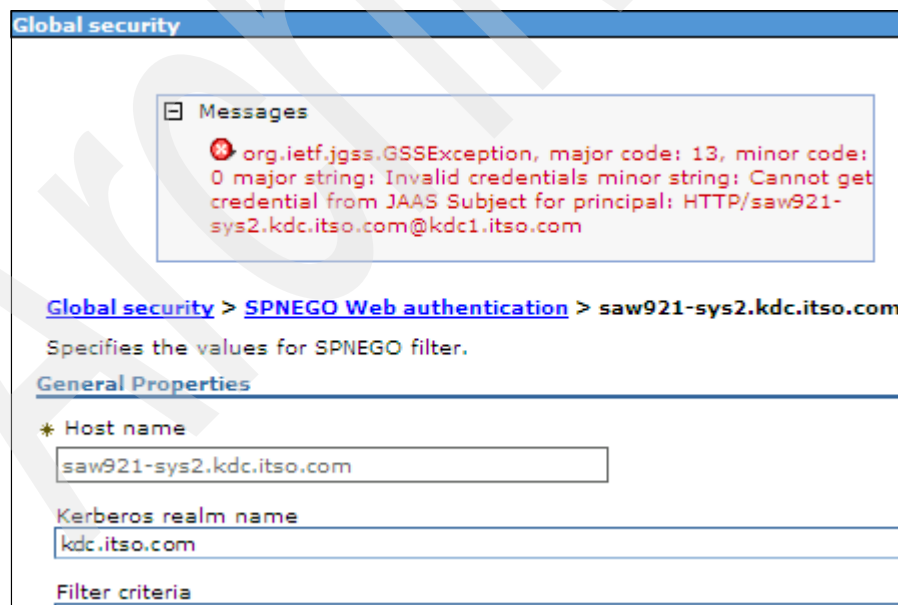 Global security
Messages
org.ietf.jgss.GSSException, major code: 13, minor code:
0 major string: Invalid credentials minor string: Cannot get
credential from JAAS Subject for principal: HTTP/saw921-
sys2.kdc.itso.com@kdc1.itso.com
Global security > SPNEGO Web authentication > saw921-sys2.kdc.itso.com
Specifies the values for SPNEGO filter.
General Properties
Host name
saw921-sys2.kdc.itso.com
Kerberos realm name
kdc.itso.com
Filter criteria